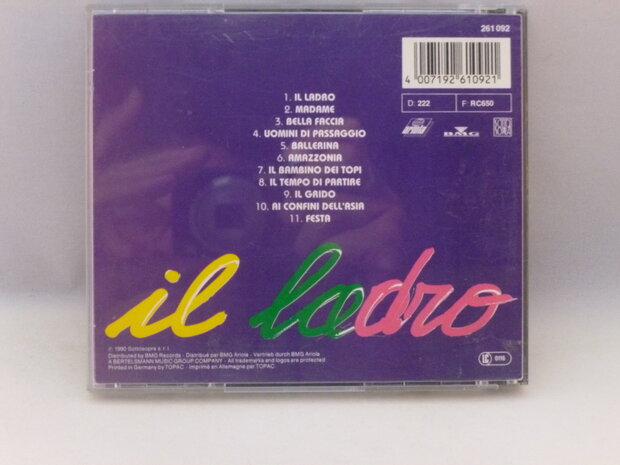 261 092
4 007192 610921
D: 222 F: RC650
ariola BMG
1. IL LADRO
2. MADAME
3. BELLA FACCIA
4. UOMINI DI PASSAGGIO
5. BALLERINA
6. AMAZZONIA
7. IL BAMBINO DEI TOPI
8. IL TEMPO DI PARTIRE
9. IL GRIDO
10. AI CONFINI DELL'ASIA
11. FESTA
il ladro
℗ 1990 Sottosopra s.r.l.
Distributed by BMG Records - Distribué par BMG Ariola - Vertrieb durch BMG Ariola
A BERTELSMANN MUSIC GROUP COMPANY - All trademarks and logos are protected
Printed in Germany by TOPAC - Imprimé en Allemagne par TOPAC
LC 0116